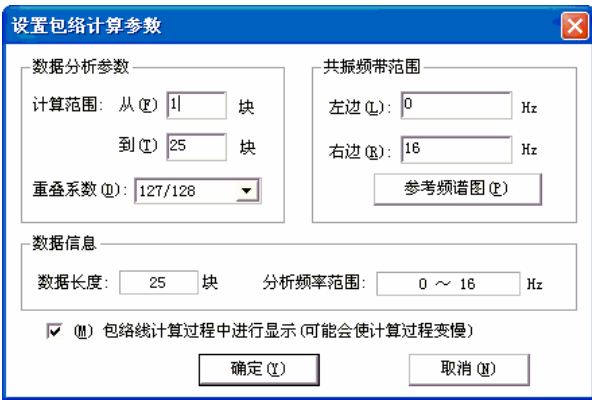 设置包络计算参数
数据分析参数
计算范围: 从(F) 1 块
到(T) 25 块
重叠系数(D): 127/128
共振频带范围
左边(L): 0 Hz
右边(R): 16 Hz
参考频谱图(P)
数据信息
数据长度: 25 块 分析频率范围: 0 ～ 16 Hz
(M) 包络线计算过程中进行显示(可能会使计算过程变慢)
确定(Y) 取消(N)